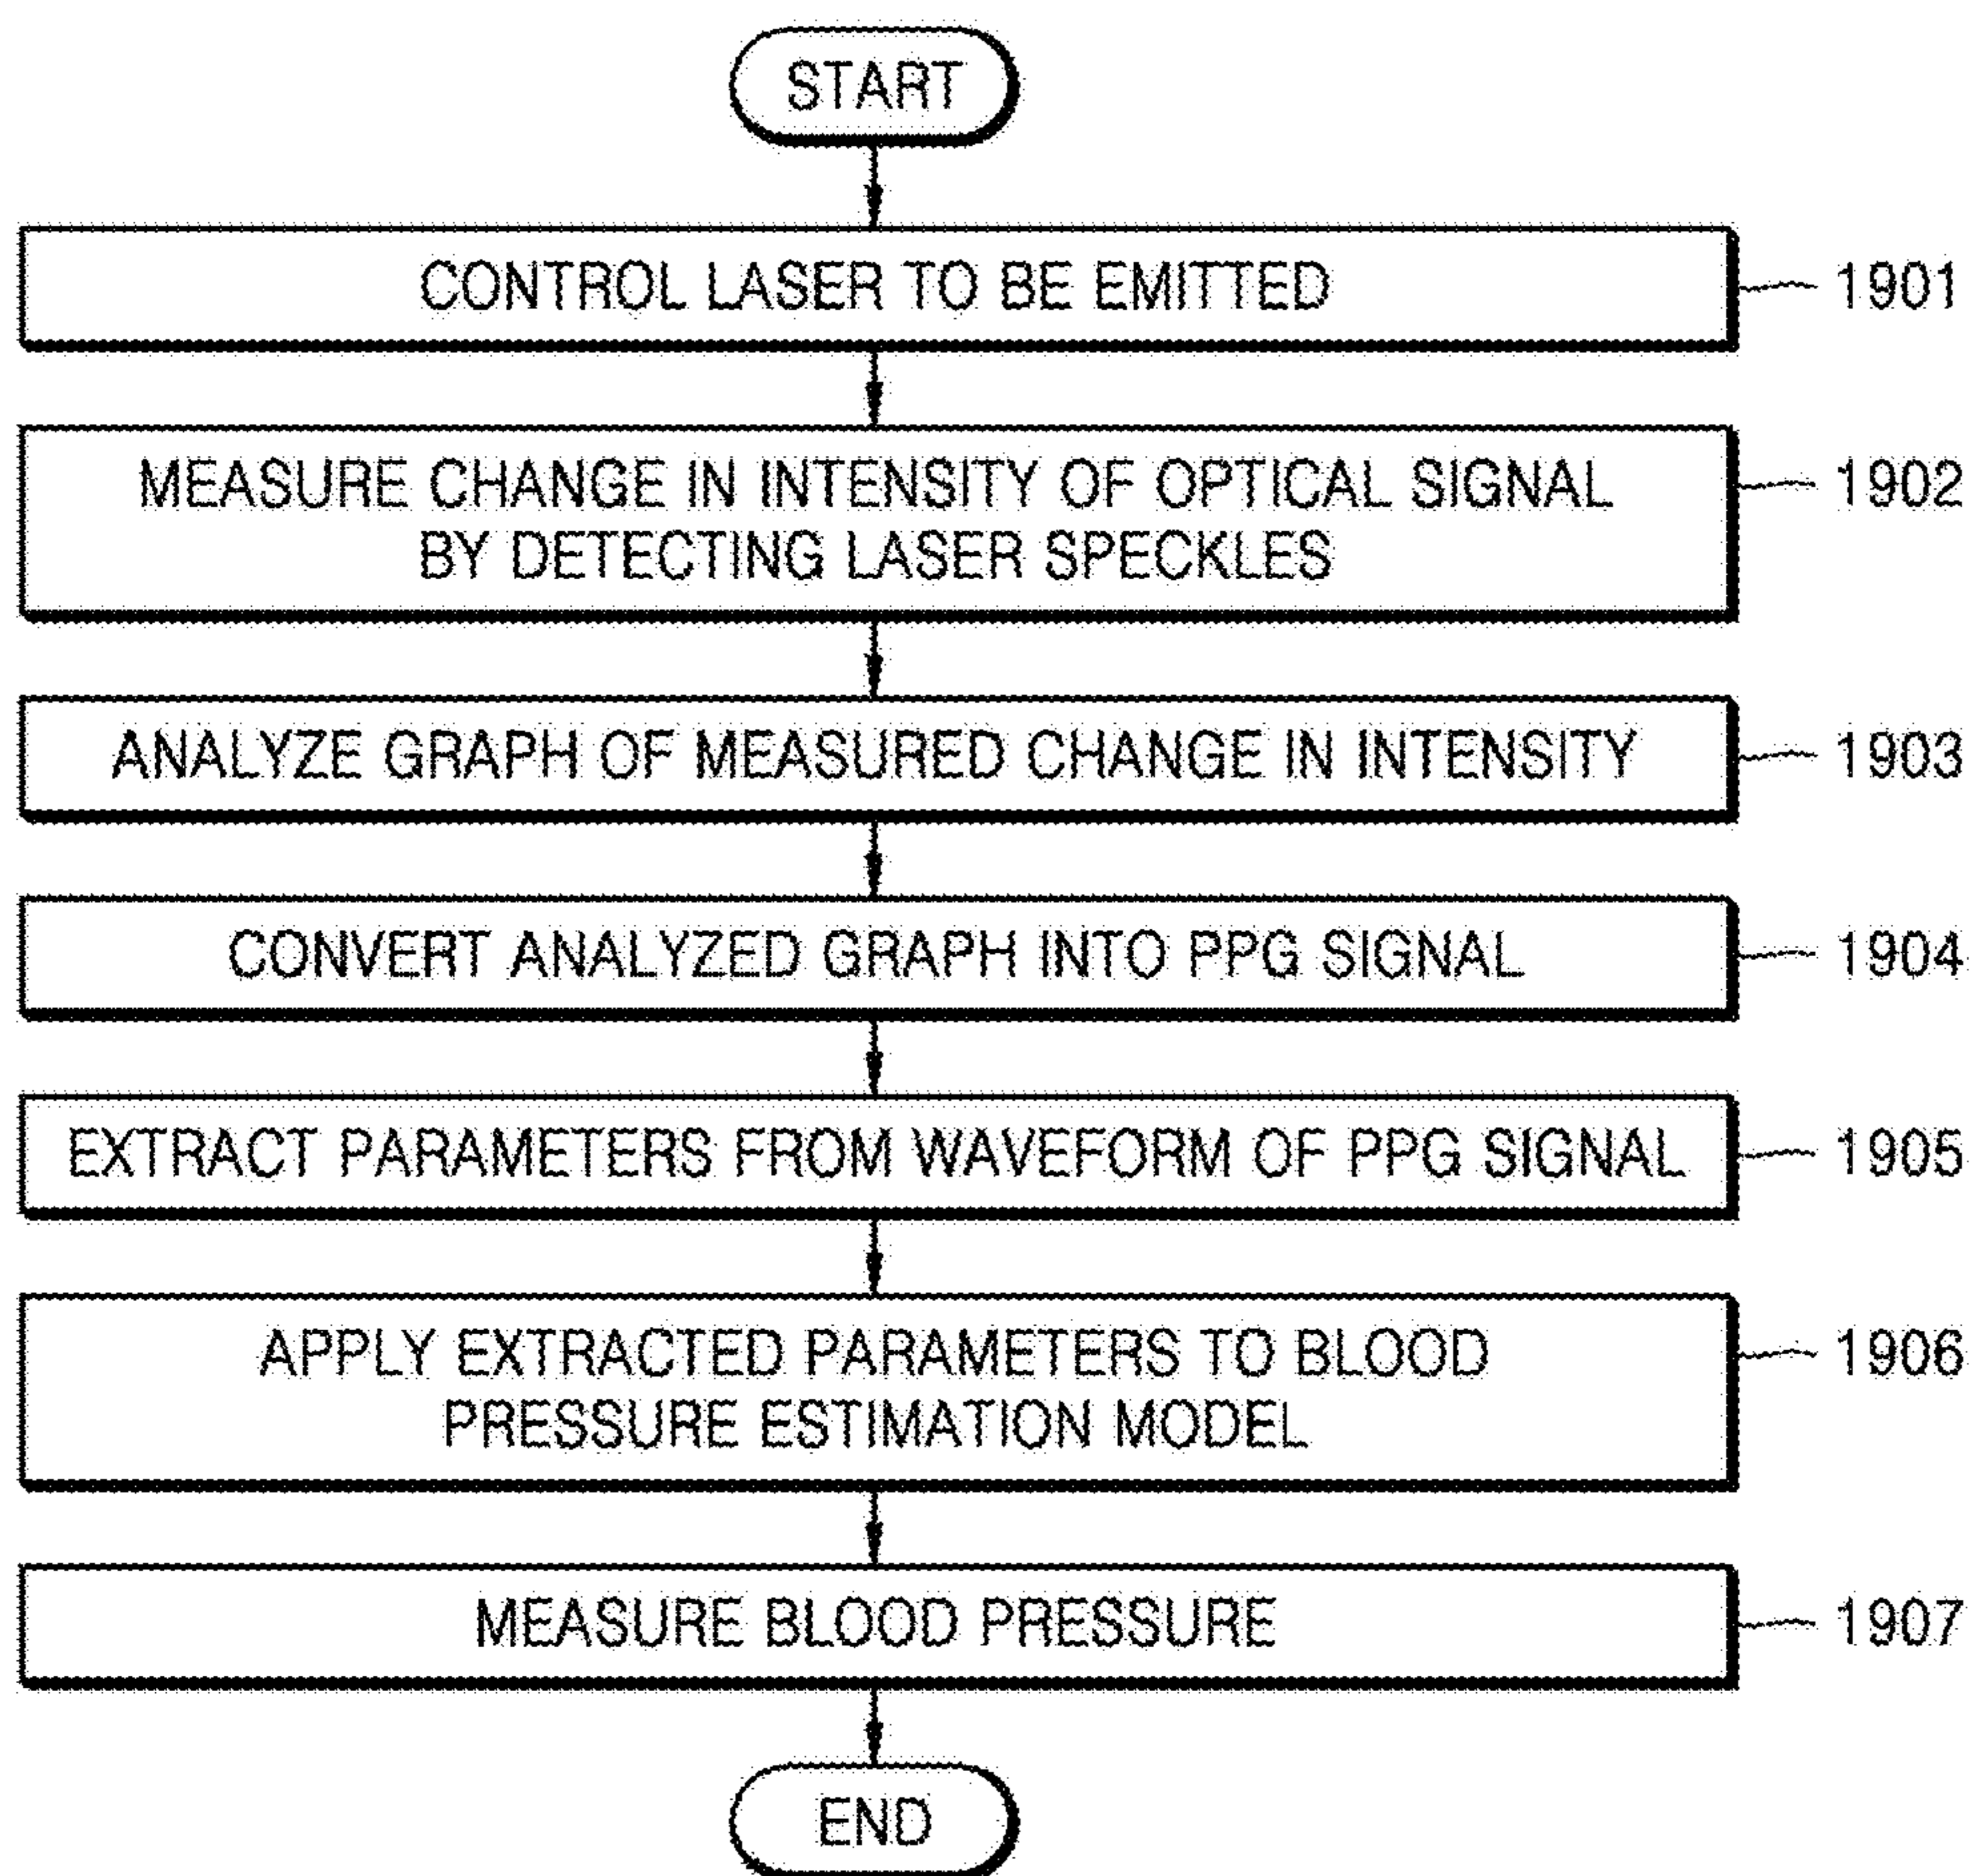 START
CONTROL LASER TO BE EMITTED
1901
MEASURE CHANGE IN INTENSITY OF OPTICAL SIGNAL
BY DETECTING LASER SPECKLES
1902
ANALYZE GRAPH OF MEASURED CHANGE IN INTENSITY
1903
CONVERT ANALYZED GRAPH INTO PPG SIGNAL
1904
EXTRACT PARAMETERS FROM WAVEFORM OF PPG SIGNAL
1905
APPLY EXTRACTED PARAMETERS TO BLOOD
PRESSURE ESTIMATION MODEL
1906
MEASURE BLOOD PRESSURE
1907
END